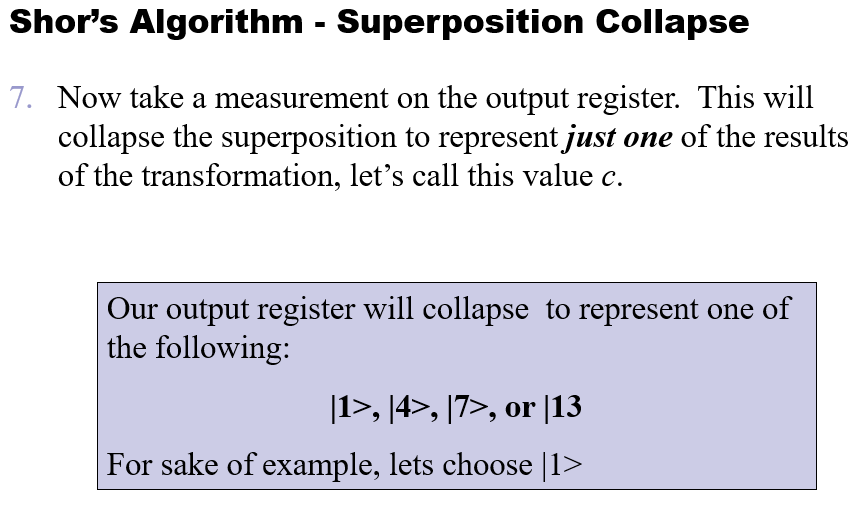 Shor's Algorithm - Superposition Collapse
7. Now take a measurement on the output register.  This will
collapse the superposition to represent just one of the results
of the transformation, let's call this value c.
Our output register will collapse  to represent one of
the following:
|1>, |4>, |7>, or |13
For sake of example, lets choose |1>